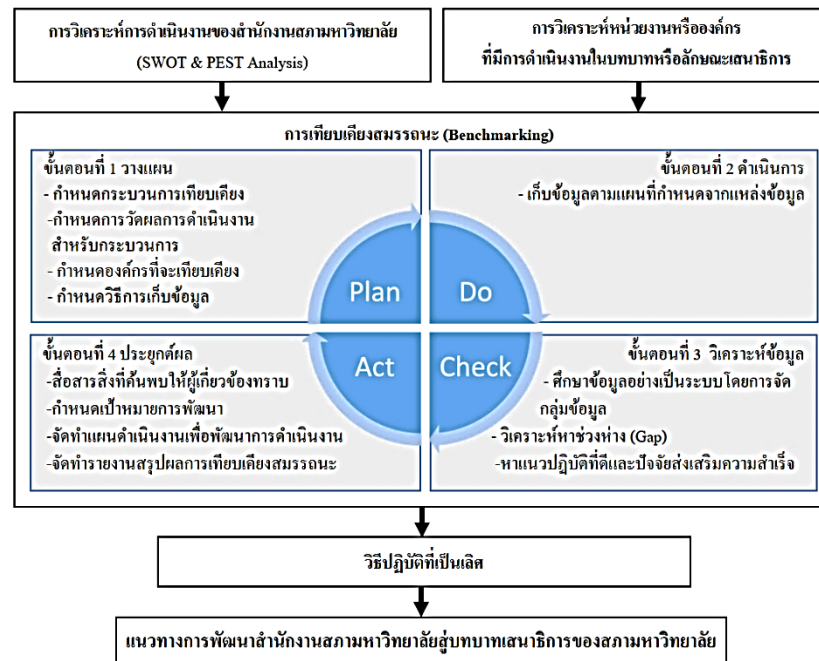 การวิเคราะห์การดำเนินงานของสำนักงานสภามหาวิทยาลัย
(SWOT & PEST Analysis)
การวิเคราะห์หน่วยงานหรือองค์กร
ที่มีการดำเนินงานในบทบาทหรือลักษณะเสนาธิการ
การเทียบเคียงสมรรถนะ (Benchmarking)
ขั้นตอนที่ 1 วางแผน
- กำหนดกระบวนการเทียบเคียง
-กำหนดการวัดผลการดำเนินงาน
สำหรับกระบวนการ
- กำหนดองค์กรที่จะเทียบเคียง
- กำหนดวิธีการเก็บข้อมูล
ขั้นตอนที่ 2 ดำเนินการ
- เก็บข้อมูลตามแผนที่กำหนดจากแหล่งข้อมูล
Plan
Do
Act
Check
ขั้นตอนที่ 4 ประยุกต์ผล
-สื่อสารสิ่งที่ค้นพบให้ผู้เกี่ยวข้องทราบ
-กำหนดเป้าหมายการพัฒนา
-จัดทำแผนดำเนินงานเพื่อพัฒนาการดำเนินงาน
-จัดทำรายงานสรุปผลการเทียบเคียงสมรรถนะ
ขั้นตอนที่ 3 วิเคราะห์ข้อมูล
- ศึกษาข้อมูลอย่างเป็นระบบโดยการจัด
กลุ่มข้อมูล
- วิเคราะห์หาช่วงห่าง (Gap)
-หาแนวปฏิบัติที่ดีและปัจจัยส่งเสริมความสำเร็จ
วิธีปฏิบัติที่เป็นเลิศ
แนวทางการพัฒนาสำนักงานสภามหาวิทยาลัยสู่บทบาทเสนาธิการของสภามหาวิทยาลัย